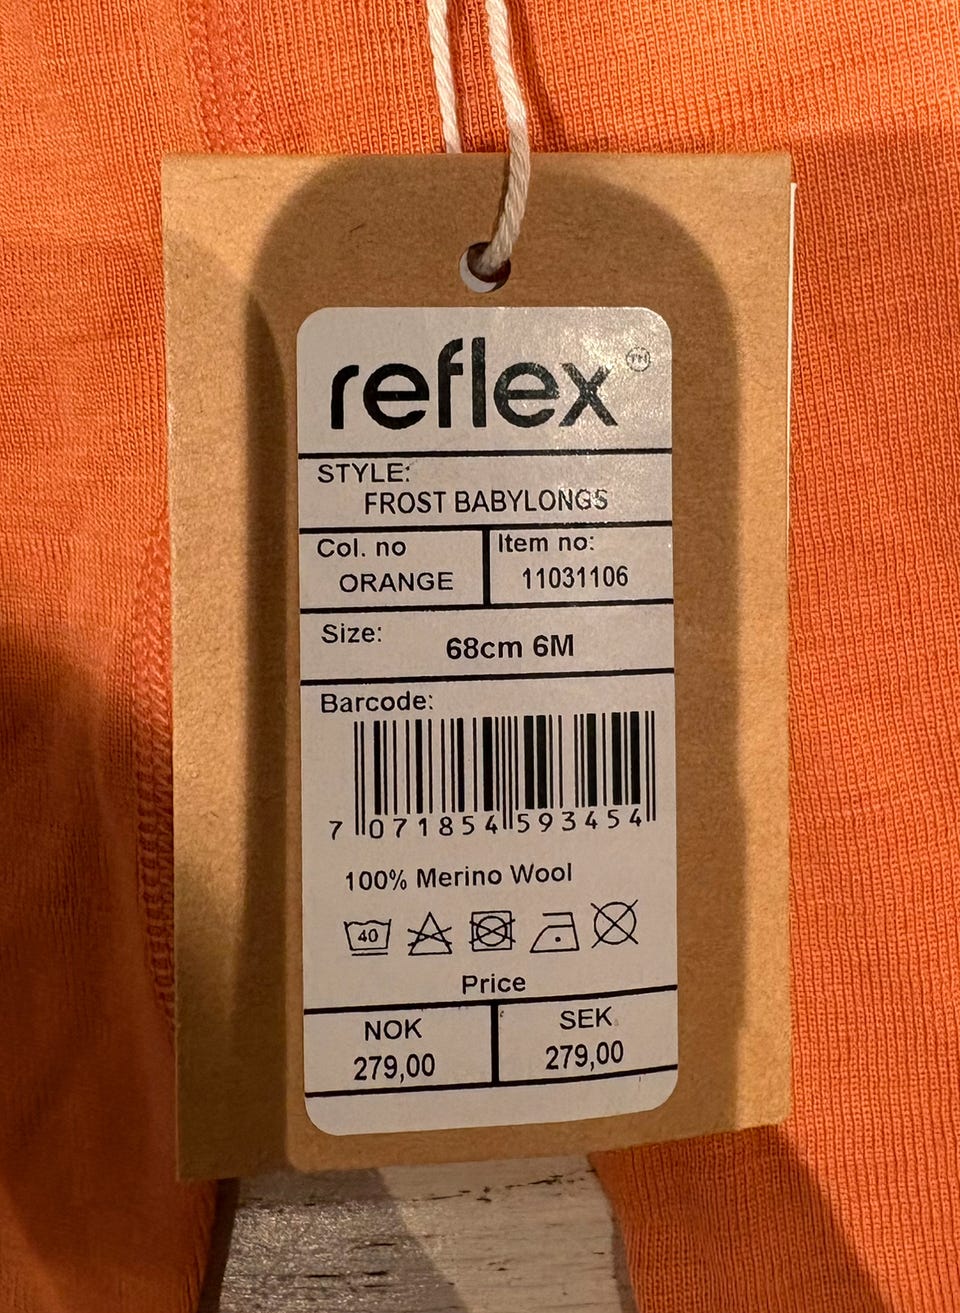 reflex™
STYLE:
FROST BABYLONGS
Col. no
ORANGE
Item no:
11031106
Size:
68cm 6M
Barcode:
7 071854 593454
100% Merino Wool
40
Price
NOK
279,00
SEK
279,00